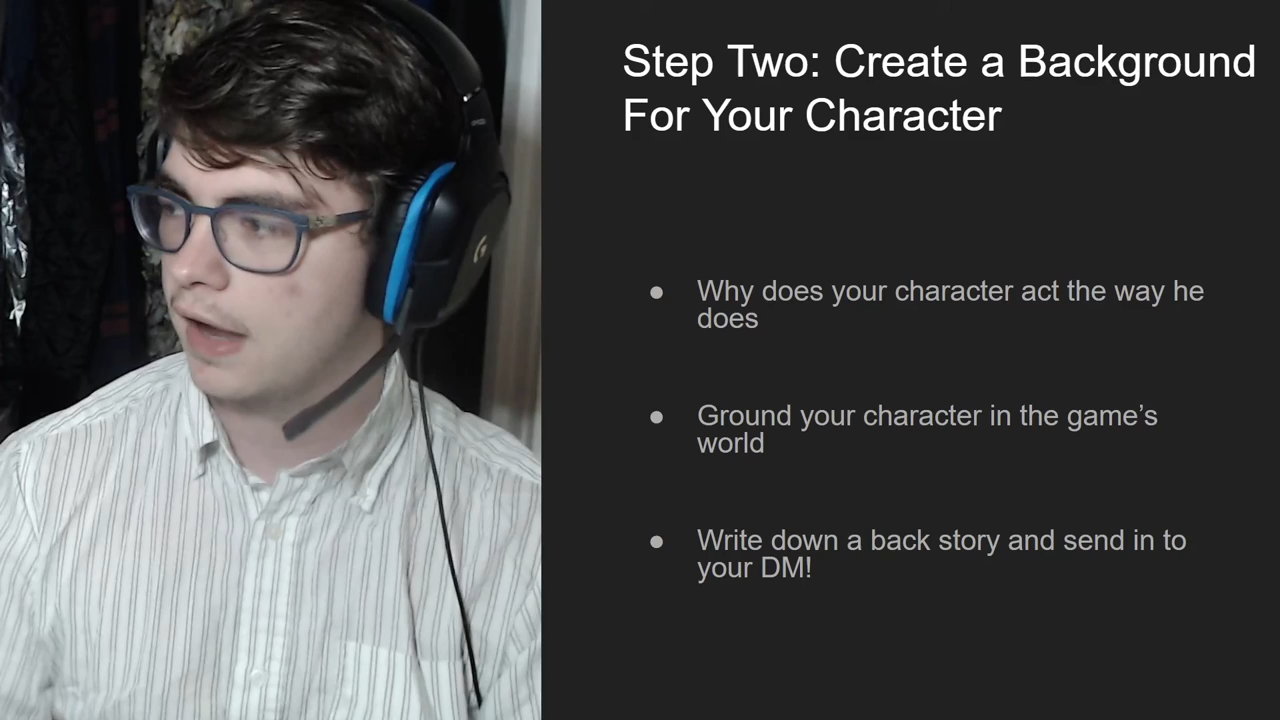 Step Two: Create a Background
For Your Character
● Why does your character act the way he
does
● Ground your character in the game’s
world
● Write down a back story and send in to
your DM!